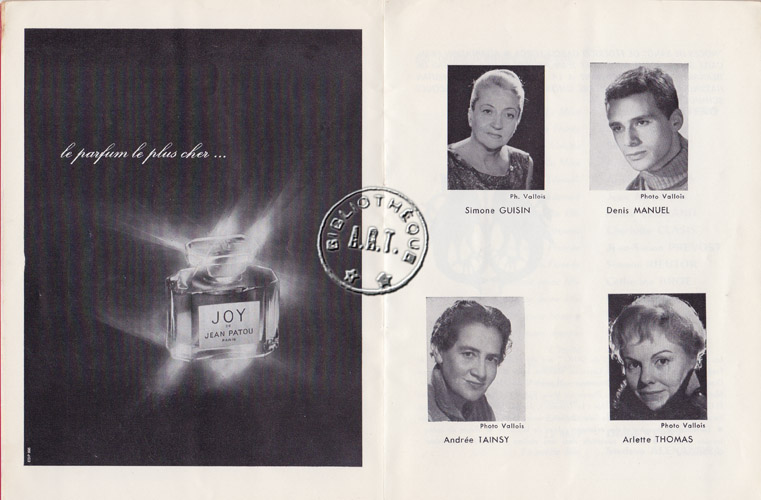 le parfum le plus cher ...
JOY
DE
JEAN PATOU
PARIS
BIBLIOTHÈQUE
A.R.T.
Ph. Vallois
Simone GUISIN
Photo Vallois
Denis MANUEL
Photo Vallois
Andrée TAINSY
Photo Vallois
Arlette THOMAS